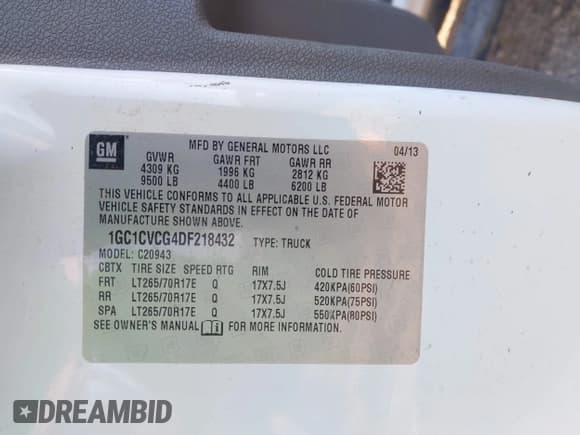 GM
MFD BY GENERAL MOTORS LLC 04/13
GVWR GAWR FRT GAWR RR
4309 KG 1996 KG 2812 KG
9500 LB 4400 LB 6200 LB
THIS VEHICLE CONFORMS TO ALL APPLICABLE U.S. FEDERAL MOTOR
VEHICLE SAFETY STANDARDS IN EFFECT ON THE DATE OF
MANUFACTURE SHOWN ABOVE.
1GC1CVCG4DF218432 TYPE: TRUCK
MODEL: C20943
CBTX TIRE SIZE SPEED RTG RIM COLD TIRE PRESSURE
FRT LT265/70R17E Q 17X7.5J 420KPA(60PSI)
RR LT265/70R17E Q 17X7.5J 520KPA(75PSI)
SPA LT265/70R17E Q 17X7.5J 550KPA(80PSI)
SEE OWNER'S MANUAL FOR MORE INFORMATION.
DREAMBID